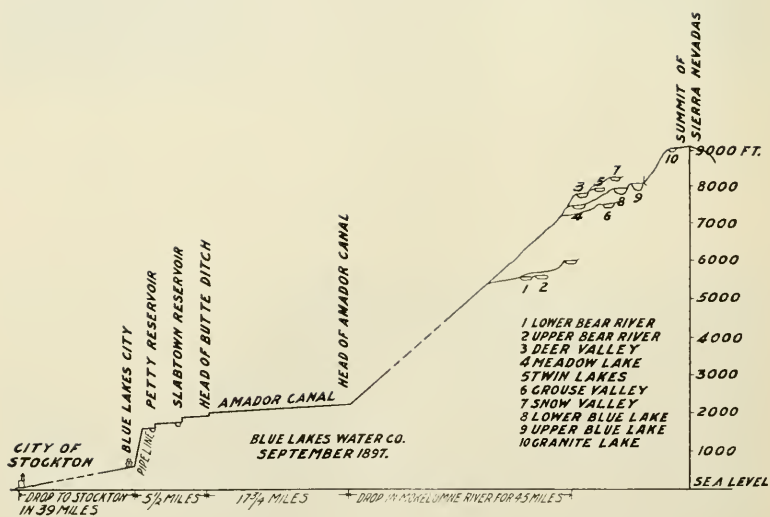 SUMMIT OF
SIERRA NEVADAS
9000 FT.
8000
7000
6000
5000
4000
3000
2000
1000
SEA LEVEL
10
7
3
5
4
6
8
9
1
2
HEAD OF AMADOR CANAL
BLUE LAKES CITY
PETTY RESERVOIR
SLABTOWN RESERVOIR
HEAD OF BUTTE DITCH
AMADOR CANAL
PIPE LINE
CITY OF
STOCKTON
BLUE LAKES WATER CO.
SEPTEMBER 1897.
1 LOWER BEAR RIVER
2 UPPER BEAR RIVER
3 DEER VALLEY
4 MEADOW LAKE
5 TWIN LAKES
6 GROUSE VALLEY
7 SNOW VALLEY
8 LOWER BLUE LAKE
9 UPPER BLUE LAKE
10 GRANITE LAKE
DROP TO STOCKTON
IN 39 MILES
5½ MILES
17¾ MILES
DROP IN MOKELUMNE RIVER FOR 45 MILES